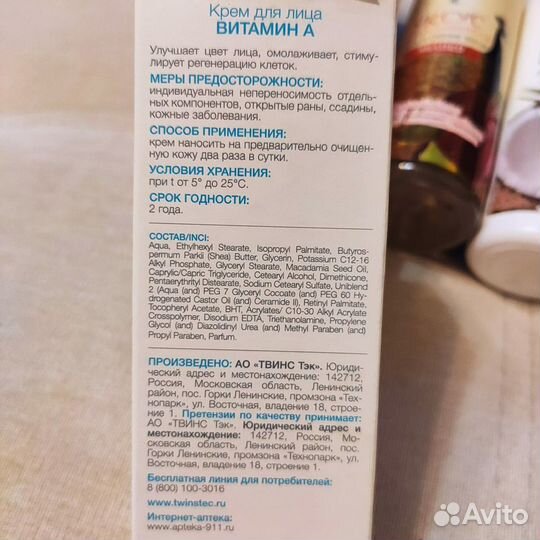 Крем для лица
ВИТАМИН А
Улучшает цвет лица, омолаживает, стиму-
лирует регенерацию клеток.
МЕРЫ ПРЕДОСТОРОЖНОСТИ:
индивидуальная непереносимость отдель-
ных компонентов, открытые раны, ссадины,
кожные заболевания.
СПОСОБ ПРИМЕНЕНИЯ:
крем наносить на предварительно очищен-
ную кожу два раза в сутки.
УСЛОВИЯ ХРАНЕНИЯ:
при t от 5° до 25°С.
СРОК ГОДНОСТИ:
2 года.
СОСТАВ/INCI:
Aqua, Ethylhexyl Stearate, Isopropyl Palmitate, Butyros-
permum Parkii (Shea) Butter, Glycerin, Potassium C12-16
Alkyl Phosphate, Glyceryl Stearate, Macadamia Seed Oil,
Caprylic/Capric Triglyceride, Cetearyl Alcohol, Dimethicone,
Pentaerythrityl Distearate, Sodium Cetearyl Sulfate, Uniblend
2 (Aqua (and) PEG 7 Glyceryl Cocoate (and) PEG 60 Hy-
drogenated Castor Oil (and) Ceramide II), Retinyl Palmitate,
Tocopheryl Acetate, BHT, Acrylates/ C10-30 Alkyl Acrylate
Crosspolymer, Disodium EDTA, Triethanolamine, Propylene
Glycol (and) Diazolidinyl Urea (and) Methyl Paraben (and)
Propyl Paraben, Parfum.
ПРОИЗВЕДЕНО: АО «ТВИНС Тэк». Юриди-
ческий адрес и местонахождение: 142712,
Россия, Московская область, Ленинский
район, пос. Горки Ленинские, промзона «Тех-
нопарк», ул. Восточная, владение 18, строе-
ние 1. Претензии по качеству принимает:
АО «ТВИНС Тэк». Юридический адрес и
местонахождение: 142712, Россия, Мо-
сковская область, Ленинский район, пос.
Горки Ленинские, промзона «Технопарк», ул.
Восточная, владение 18, строение 1.
Бесплатная линия для потребителей:
8 (800) 100-3016
www.twinstec.ru
Интернет-аптека:
www.apteka-911.ru
Avito